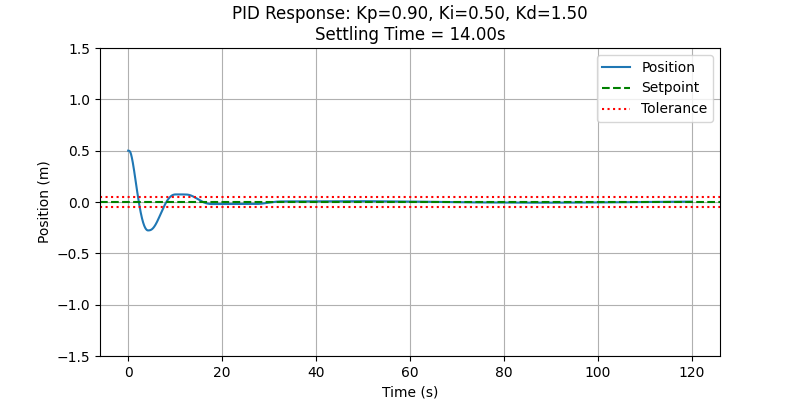 PID Response: Kp=0.90, Ki=0.50, Kd=1.50
Settling Time = 14.00s
Position
Setpoint
Tolerance
1.5
1.0
0.5
0.0
−0.5
−1.0
−1.5
Position (m)
0 20 40 60 80 100 120
Time (s)